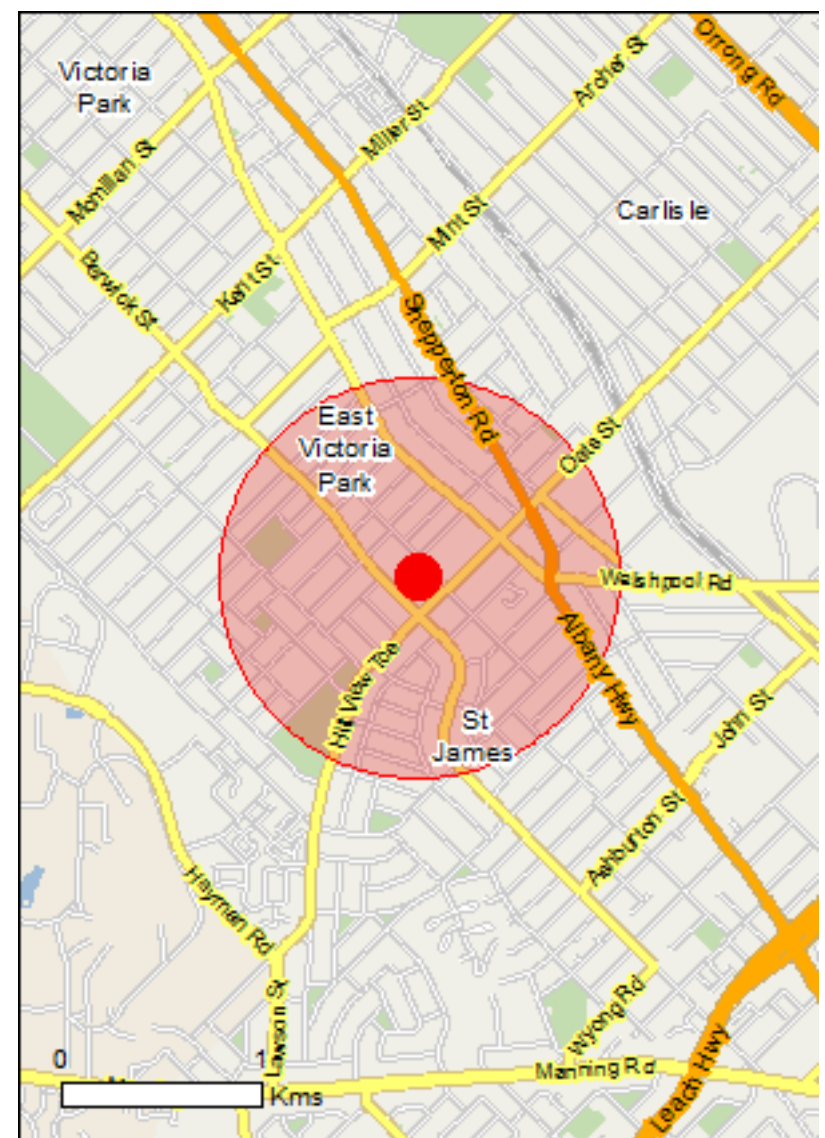 Orrong Rd
Victoria
Park
Archer St
Miller St
Mcmillan St
Carlisle
Mint St
Berwick St
Kent St
Shepperton Rd
East
Victoria
Park
Oats St
Welshpool Rd
Albany Hwy
Hill View Tce
St
James
John St
Ashburton St
Hayman Rd
Lawson St
Wyong Rd
0 1
Kms
Manning Rd
Leach Hwy